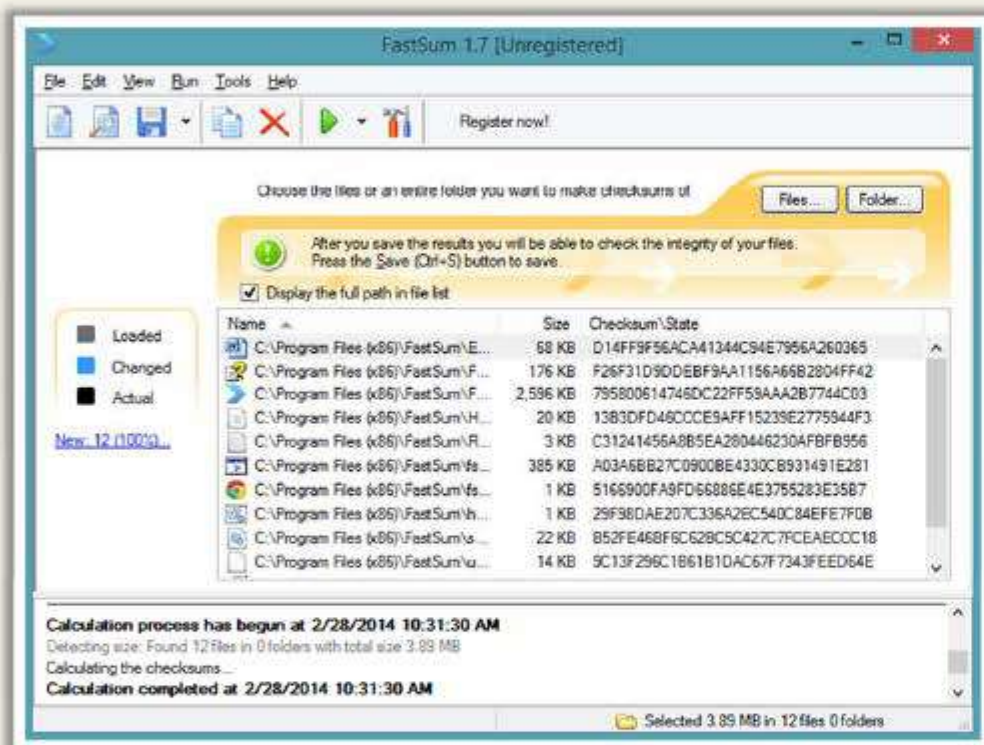 FastSum 1.7 [Unregistered]
File Edit View Run Tools Help
Register now!
Choose the files or an entire folder you want to make checksums of
Files... Folder...
After you save the results you will be able to check the integrity of your files.
Press the Save (Ctrl+S) button to save.
Display the full path in file list
Loaded
Changed
Actual
New: 12 (100%)...
Name Size Checksum\State
C:\Program Files (x86)\FastSum\E... 68 KB D14FF9F56ACA41344C94E7956A260365
C:\Program Files (x86)\FastSum\F... 176 KB F26F31D9DDEBF9AA1156A66B2804FF42
C:\Program Files (x86)\FastSum\F... 2,596 KB 795800614746DC22FF59AAA2B7744C03
C:\Program Files (x86)\FastSum\H... 20 KB 13B3DFD46CCCE9AFF15239E2775944F3
C:\Program Files (x86)\FastSum\R... 3 KB C31241456A8B5EA280446230AFBFB956
C:\Program Files (x86)\FastSum\fs... 385 KB A03A6BB27C0900BE4330CB931491E281
C:\Program Files (x86)\FastSum\fs... 1 KB 5166900FA9FD66886E4E3755283E35B7
C:\Program Files (x86)\FastSum\h... 1 KB 29F98DAE207C336A2EC540C84EFE7F0B
C:\Program Files (x86)\FastSum\s... 22 KB B52FE468F6C628C5C427C7FCEAECCC18
C:\Program Files (x86)\FastSum\u... 14 KB 9C13F296C1861B1DAC67F7343FEED64E
Calculation process has begun at 2/28/2014 10:31:30 AM
Detecting size: Found 12 files in 0 folders with total size 3.89 MB
Calculating the checksums...
Calculation completed at 2/28/2014 10:31:30 AM
Selected 3.89 MB in 12 files 0 folders